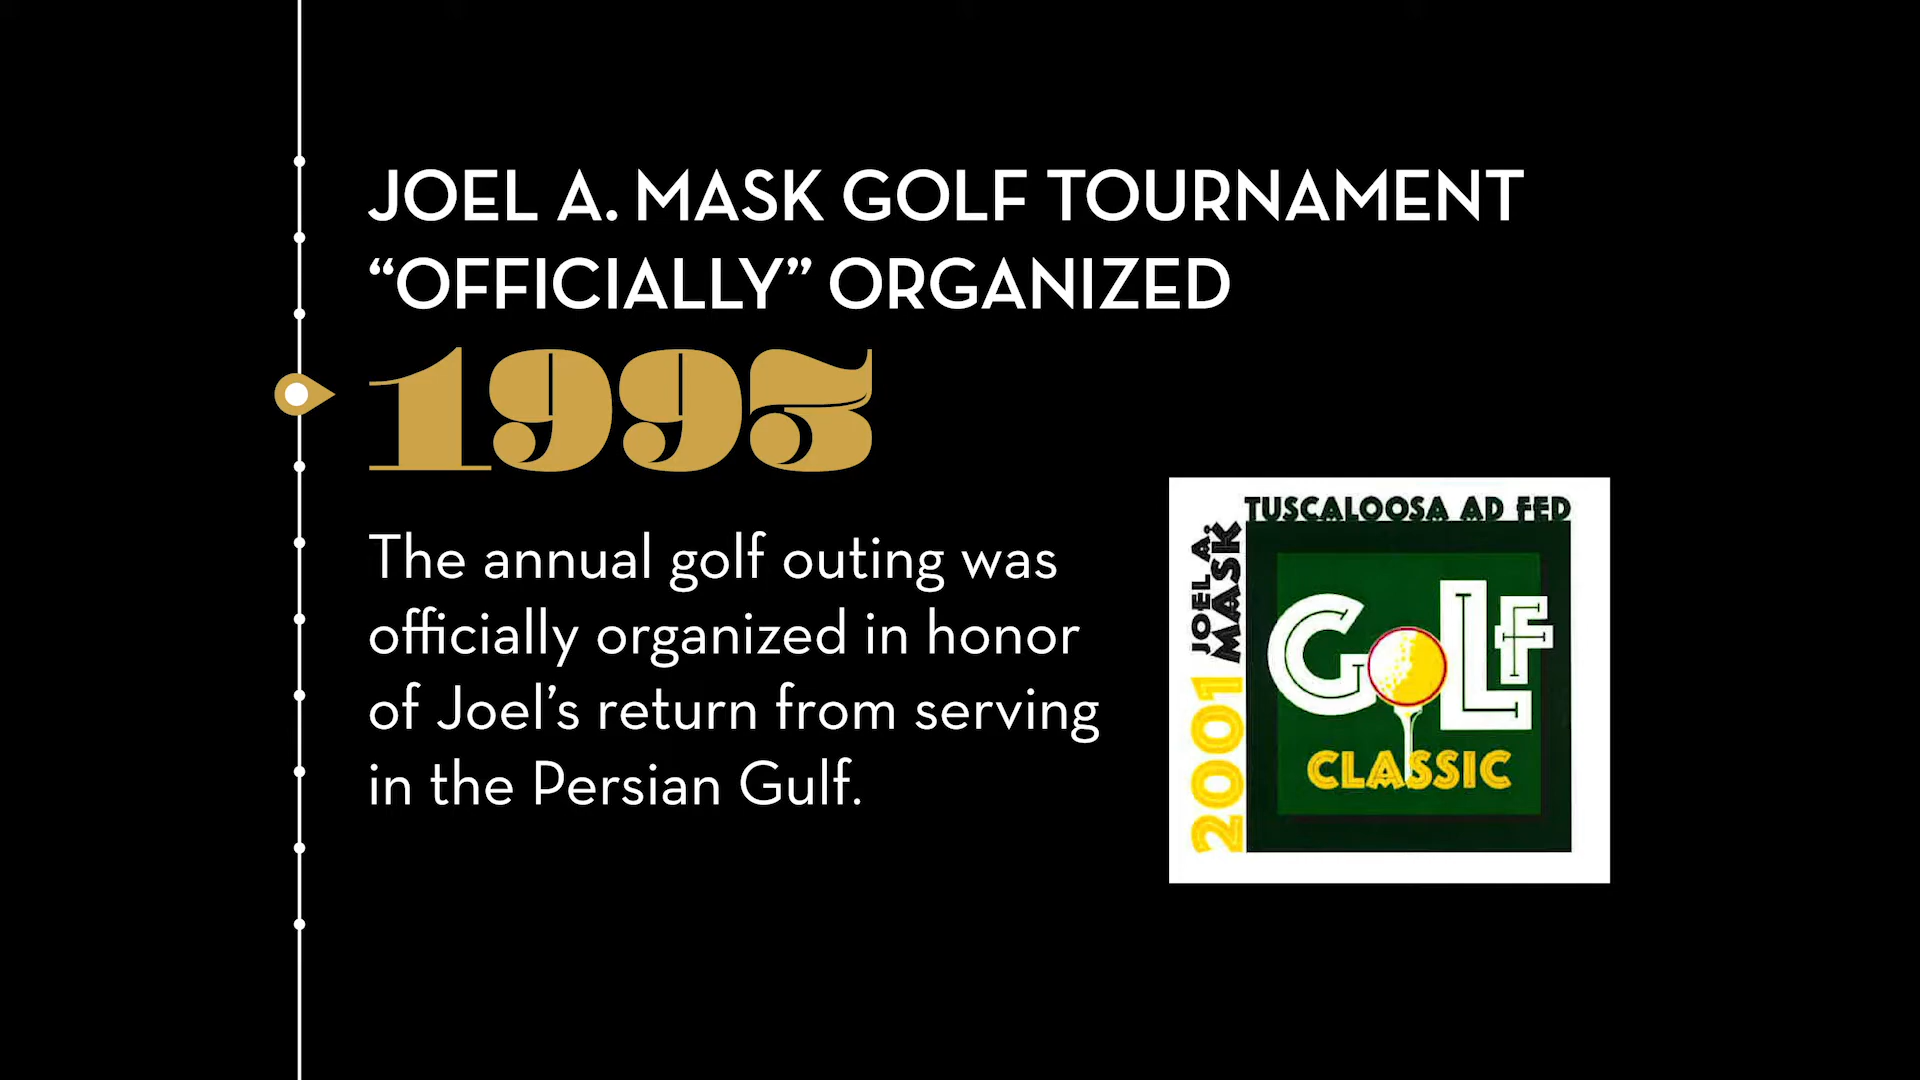 JOEL A. MASK GOLF TOURNAMENT
“OFFICIALLY” ORGANIZED
1993
The annual golf outing was
officially organized in honor
of Joel’s return from serving
in the Persian Gulf.
TUSCALOOSA AD FED
JOEL A.
MASK
2001
GOLF
CLASSIC